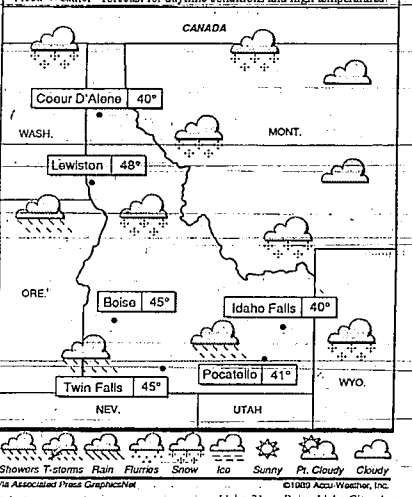 Accu-Weather® forecast for daytime conditions and high temperatures
CANADA
Coeur D'Alene 40°
WASH.
MONT.
Lewiston 48°
ORE.
Boise 45°
Idaho Falls 40°
Pocatello 41°
WYO.
Twin Falls 45°
NEV.
UTAH
Showers T-storms Rain Flurries Snow Ice Sunny Pt. Cloudy Cloudy
Via Associated Press GraphicsNet
©1989 Accu-Weather, Inc.